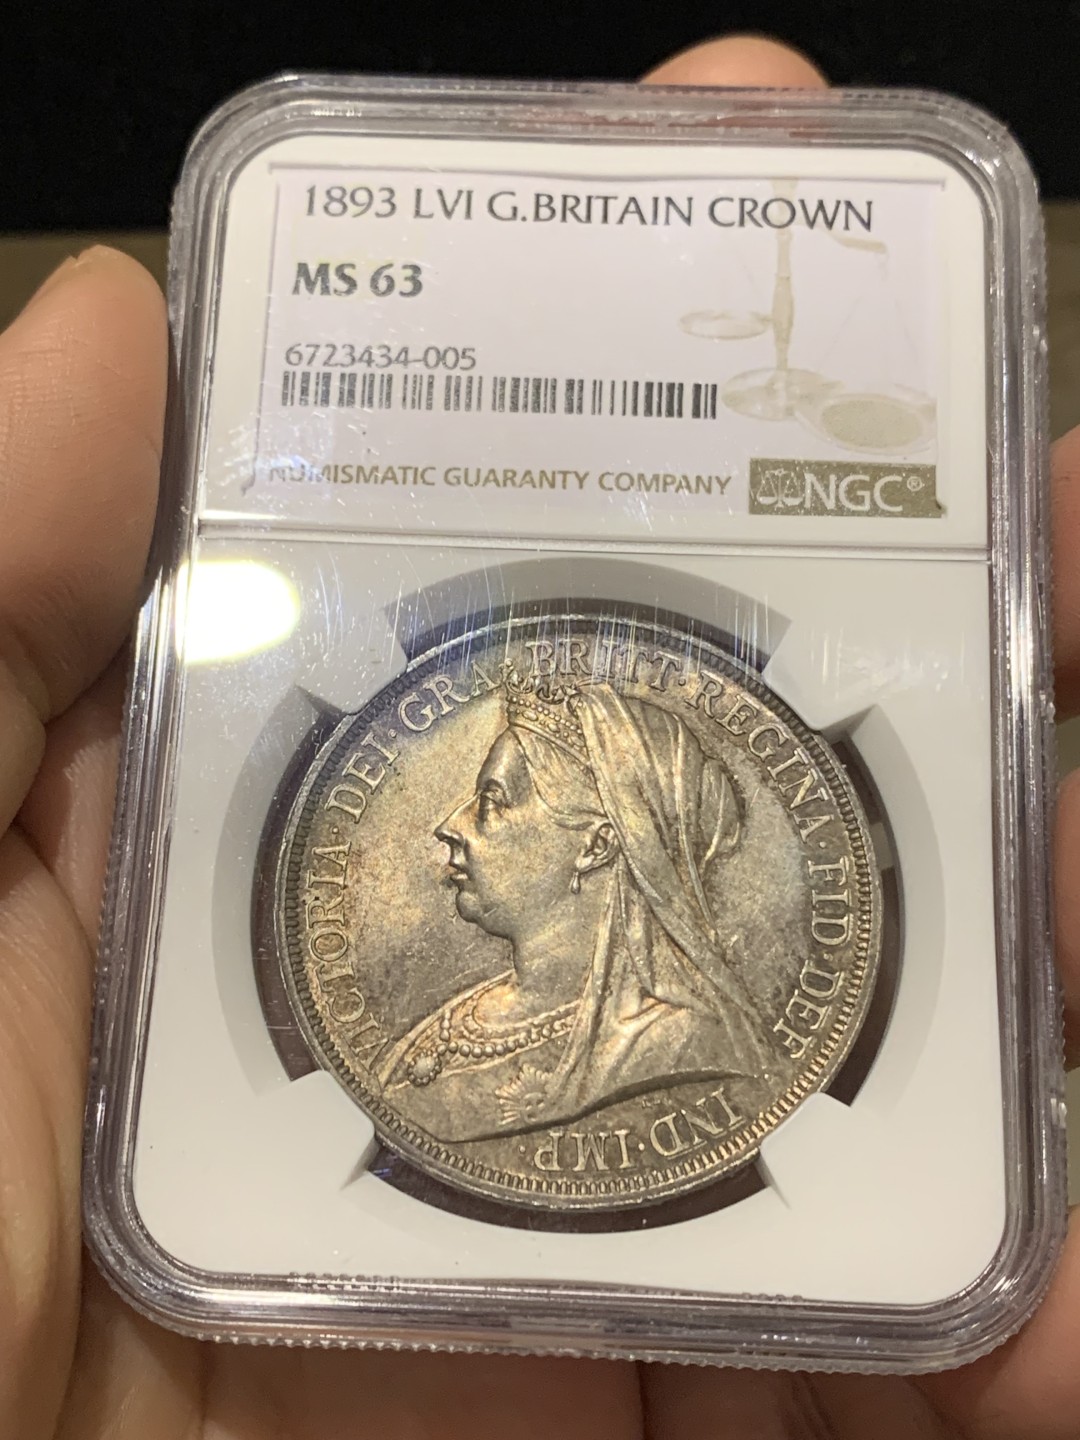 1893 LVI G.BRITAIN CROWN
MS 63
6723434-005
NUMISMATIC GUARANTY COMPANY
NGC®
VICTORIA·DEI·GRA·BRITT·REGINA·FID·DEF·IND·IMP·